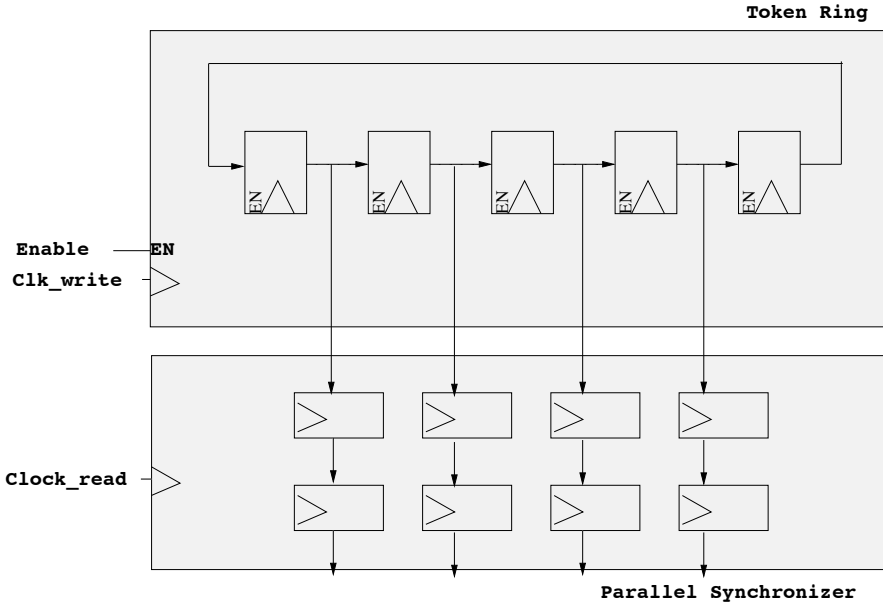 Token Ring
EN
EN
EN
EN
EN
Enable
EN
Clk_write
Clock_read
Parallel Synchronizer